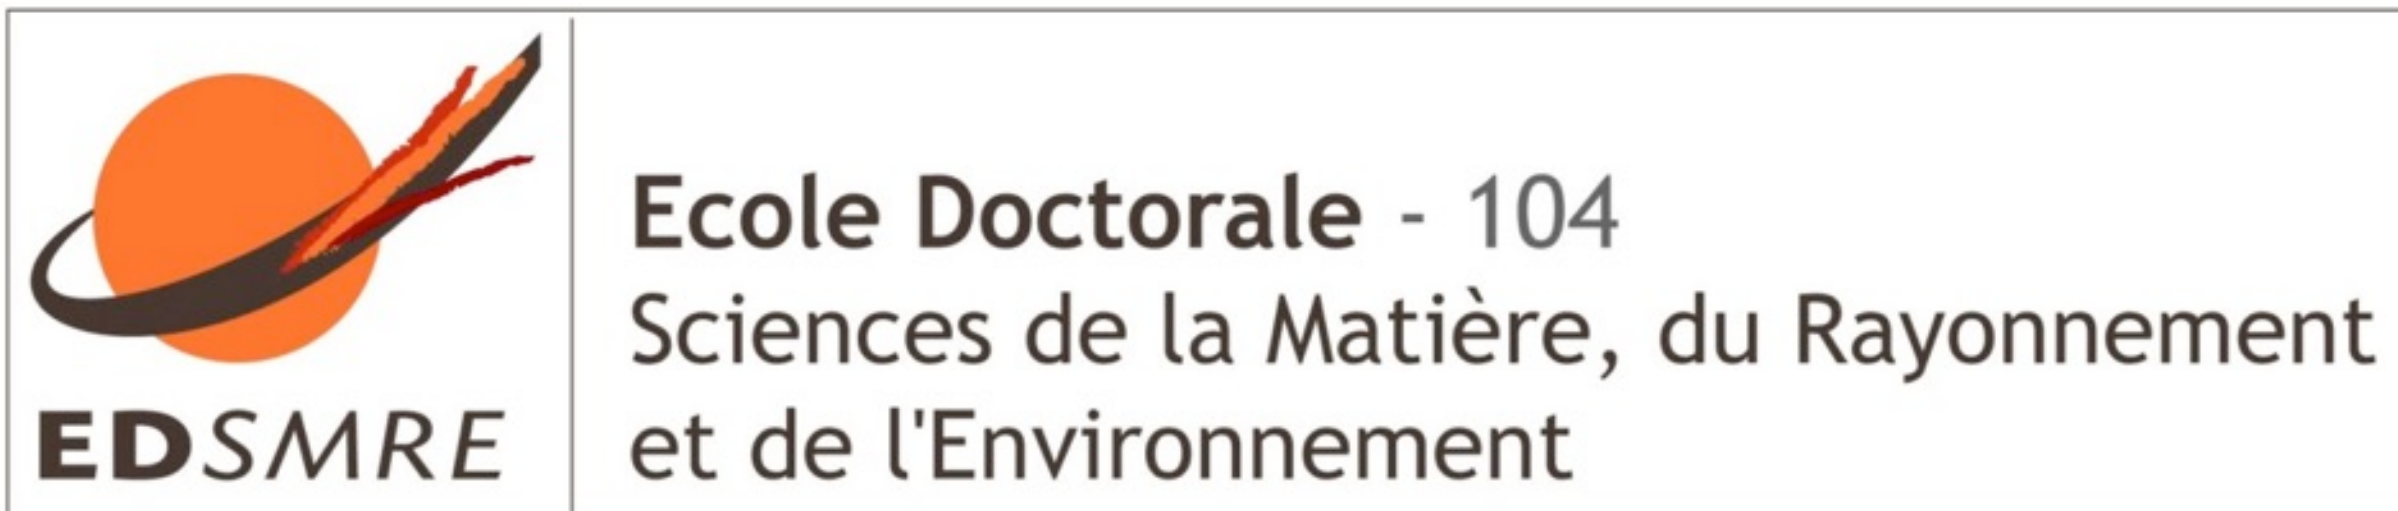 EDSMRE
Ecole Doctorale - 104
Sciences de la Matière, du Rayonnement
et de l'Environnement